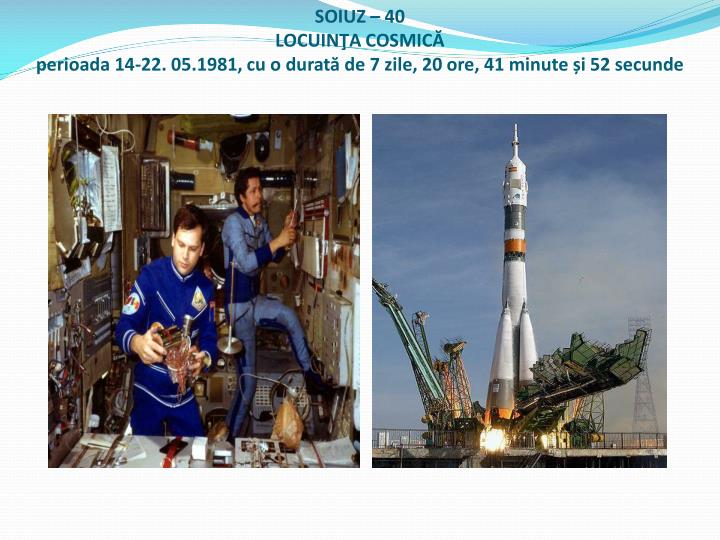 SOIUZ – 40
LOCUINŢA COSMICĂ
perioada 14-22. 05.1981, cu o durată de 7 zile, 20 ore, 41 minute și 52 secunde